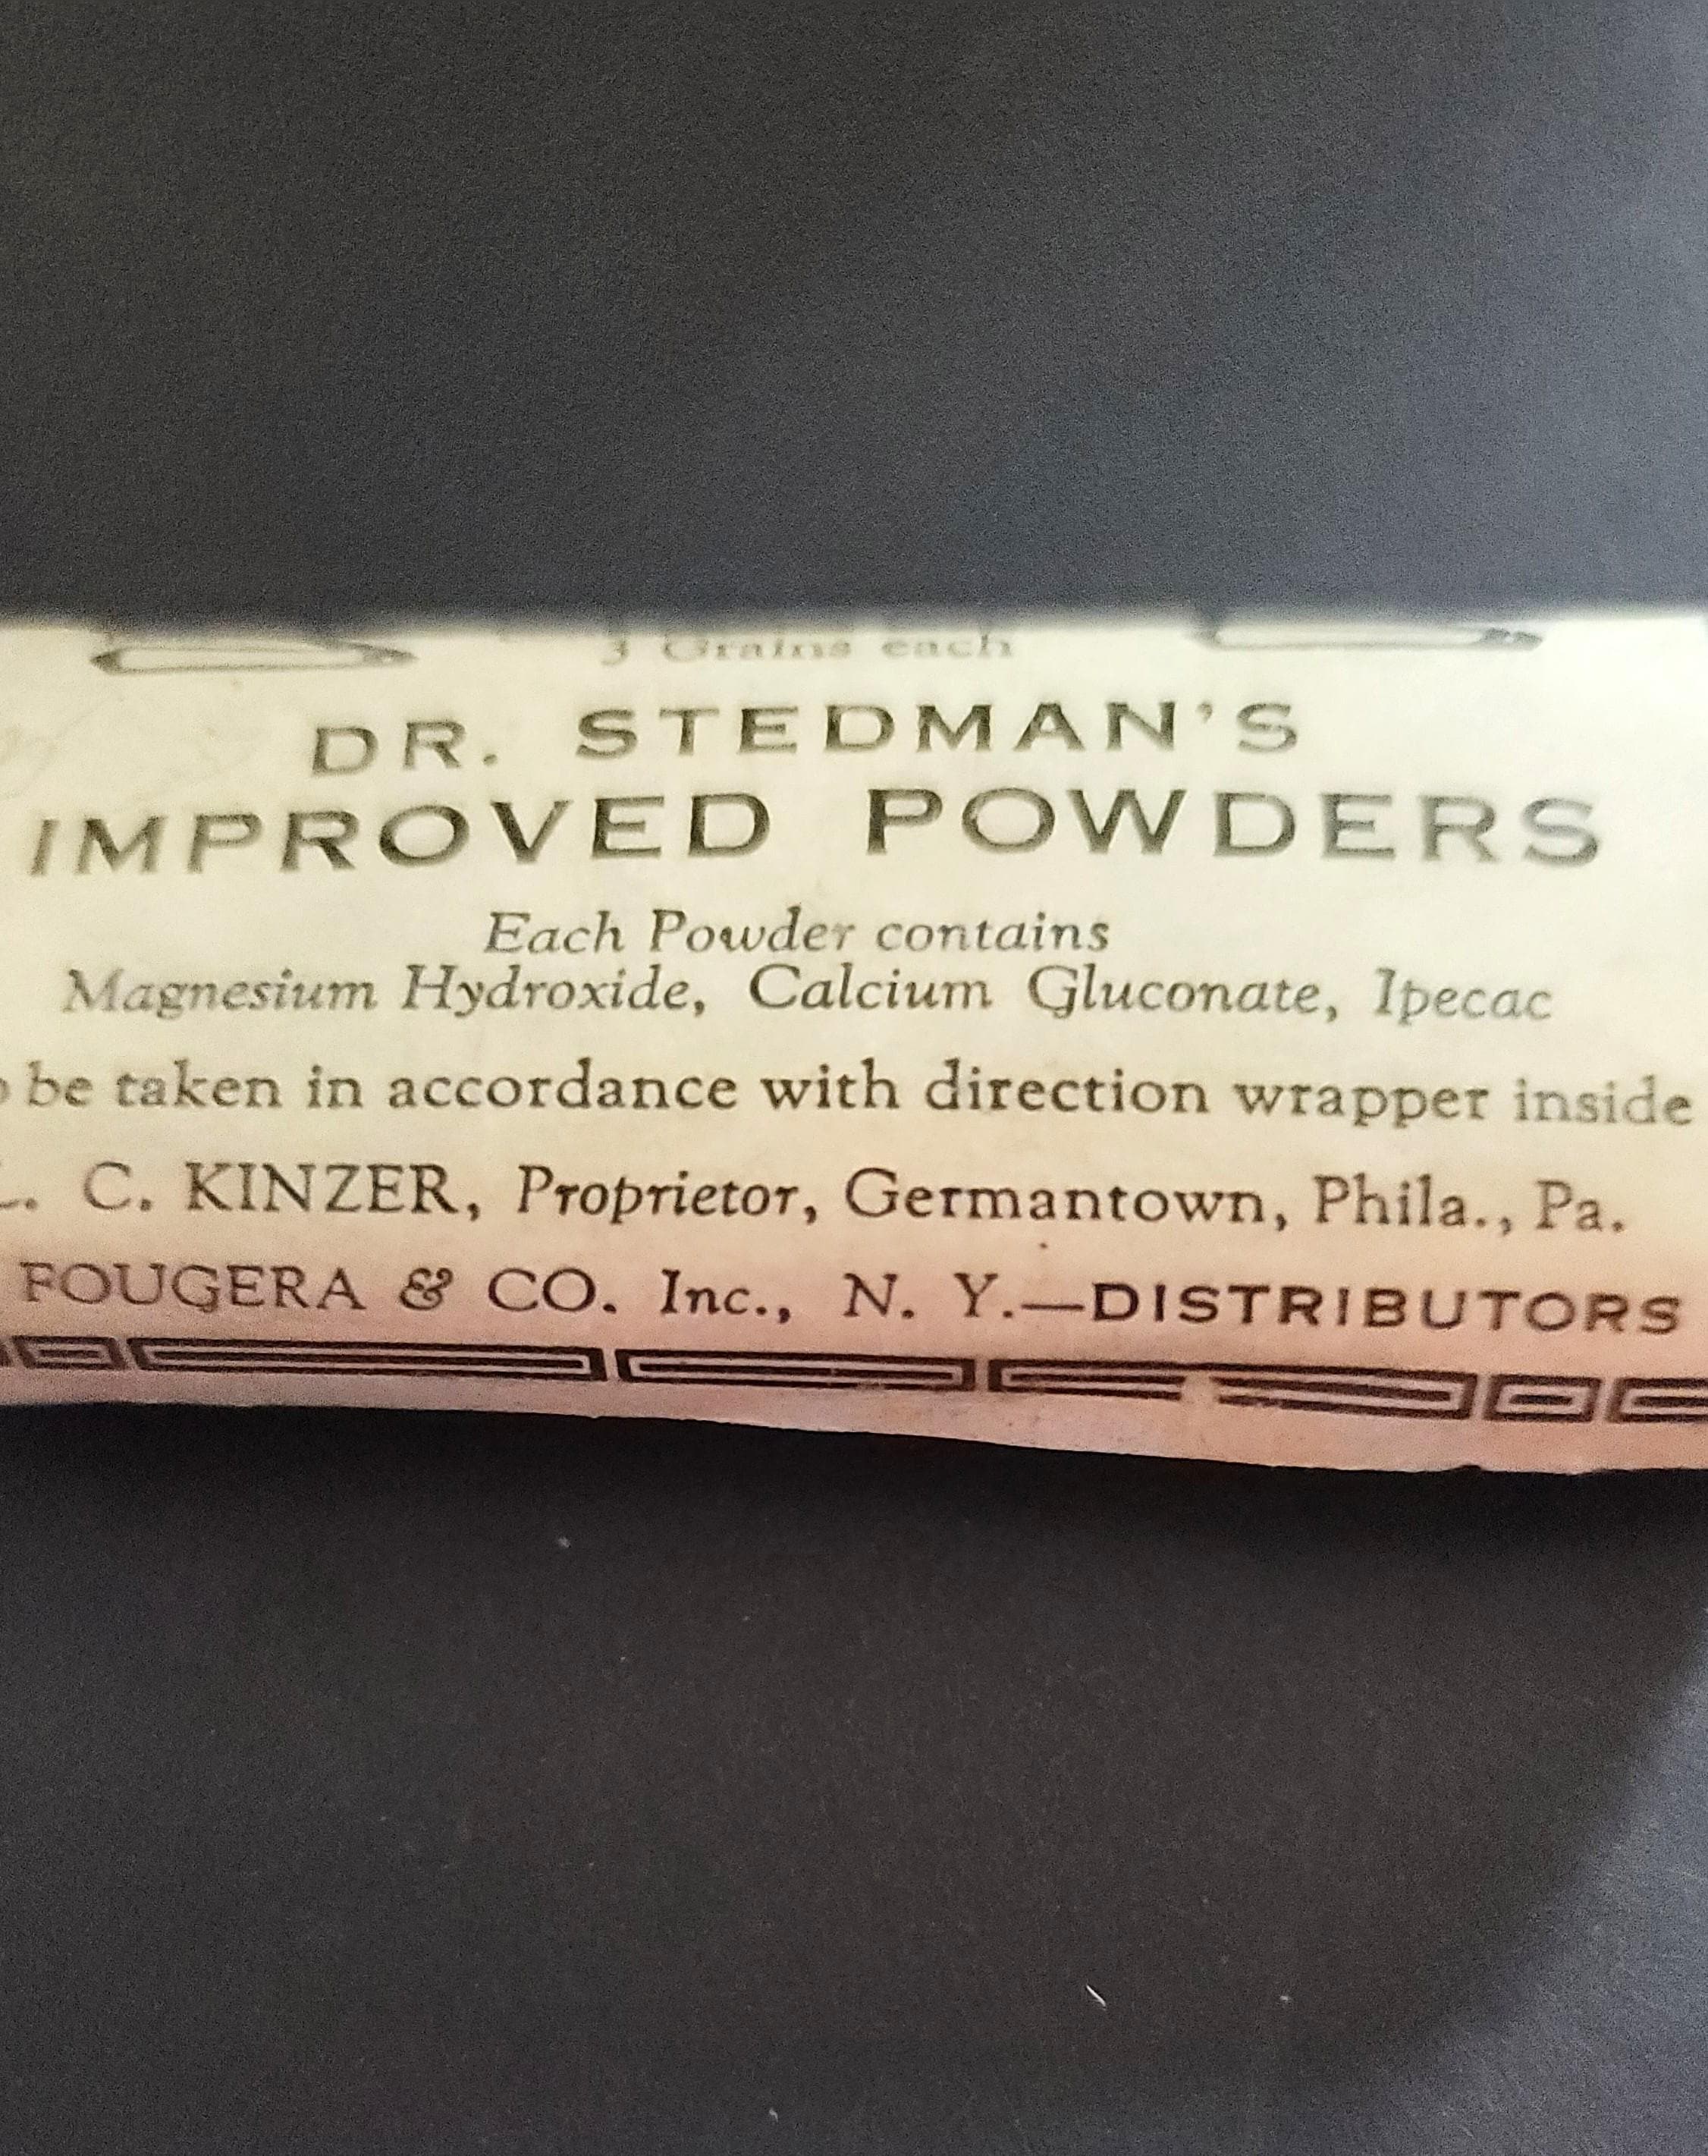 3 Grains each
DR. STEDMAN'S
IMPROVED POWDERS
Each Powder contains
Magnesium Hydroxide, Calcium Gluconate, Ipecac
be taken in accordance with direction wrapper inside
C. KINZER, Proprietor, Germantown, Phila., Pa.
FOUGERA & CO. Inc., N. Y.—DISTRIBUTORS